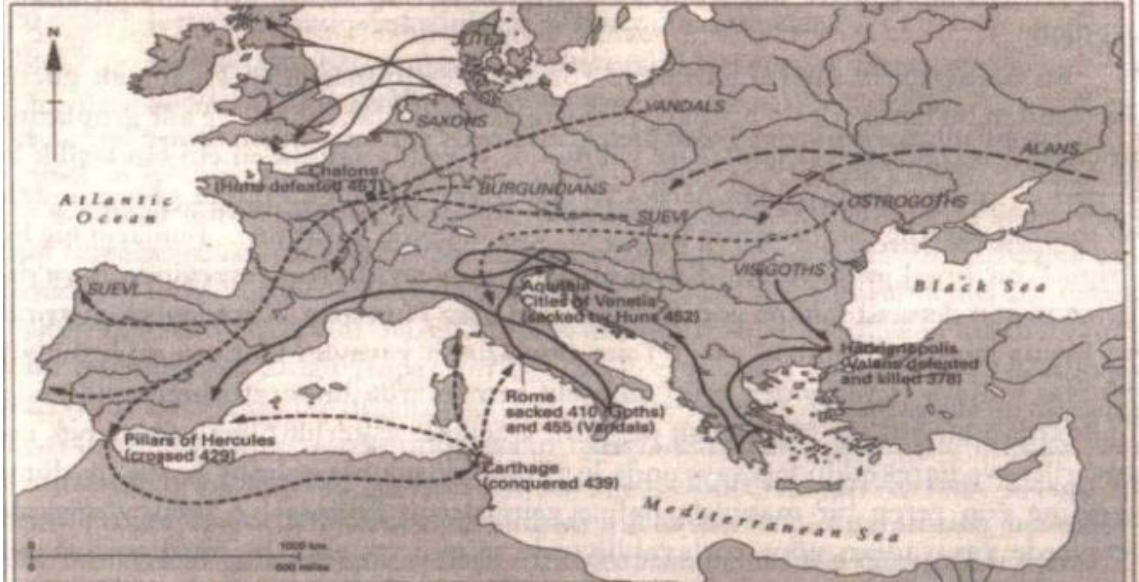 N
JUTES
SAXONS
VANDALS
ALANS
Chalons
(Huns defeated 451)
BURGUNDIANS
Atlantic
Ocean
SUEVI
OSTROGOTHS
VISIGOTHS
SUEVI
Black Sea
Aquileia
Cities of Venetia
(sacked by Huns 452)
Hadrianopolis
(Valens defeated
and killed 378)
Rome
sacked 410 (Goths)
and 455 (Vandals)
Pillars of Hercules
(crossed 429)
Carthage
(conquered 439)
Mediterranean Sea
0 1000 km.
0 600 miles